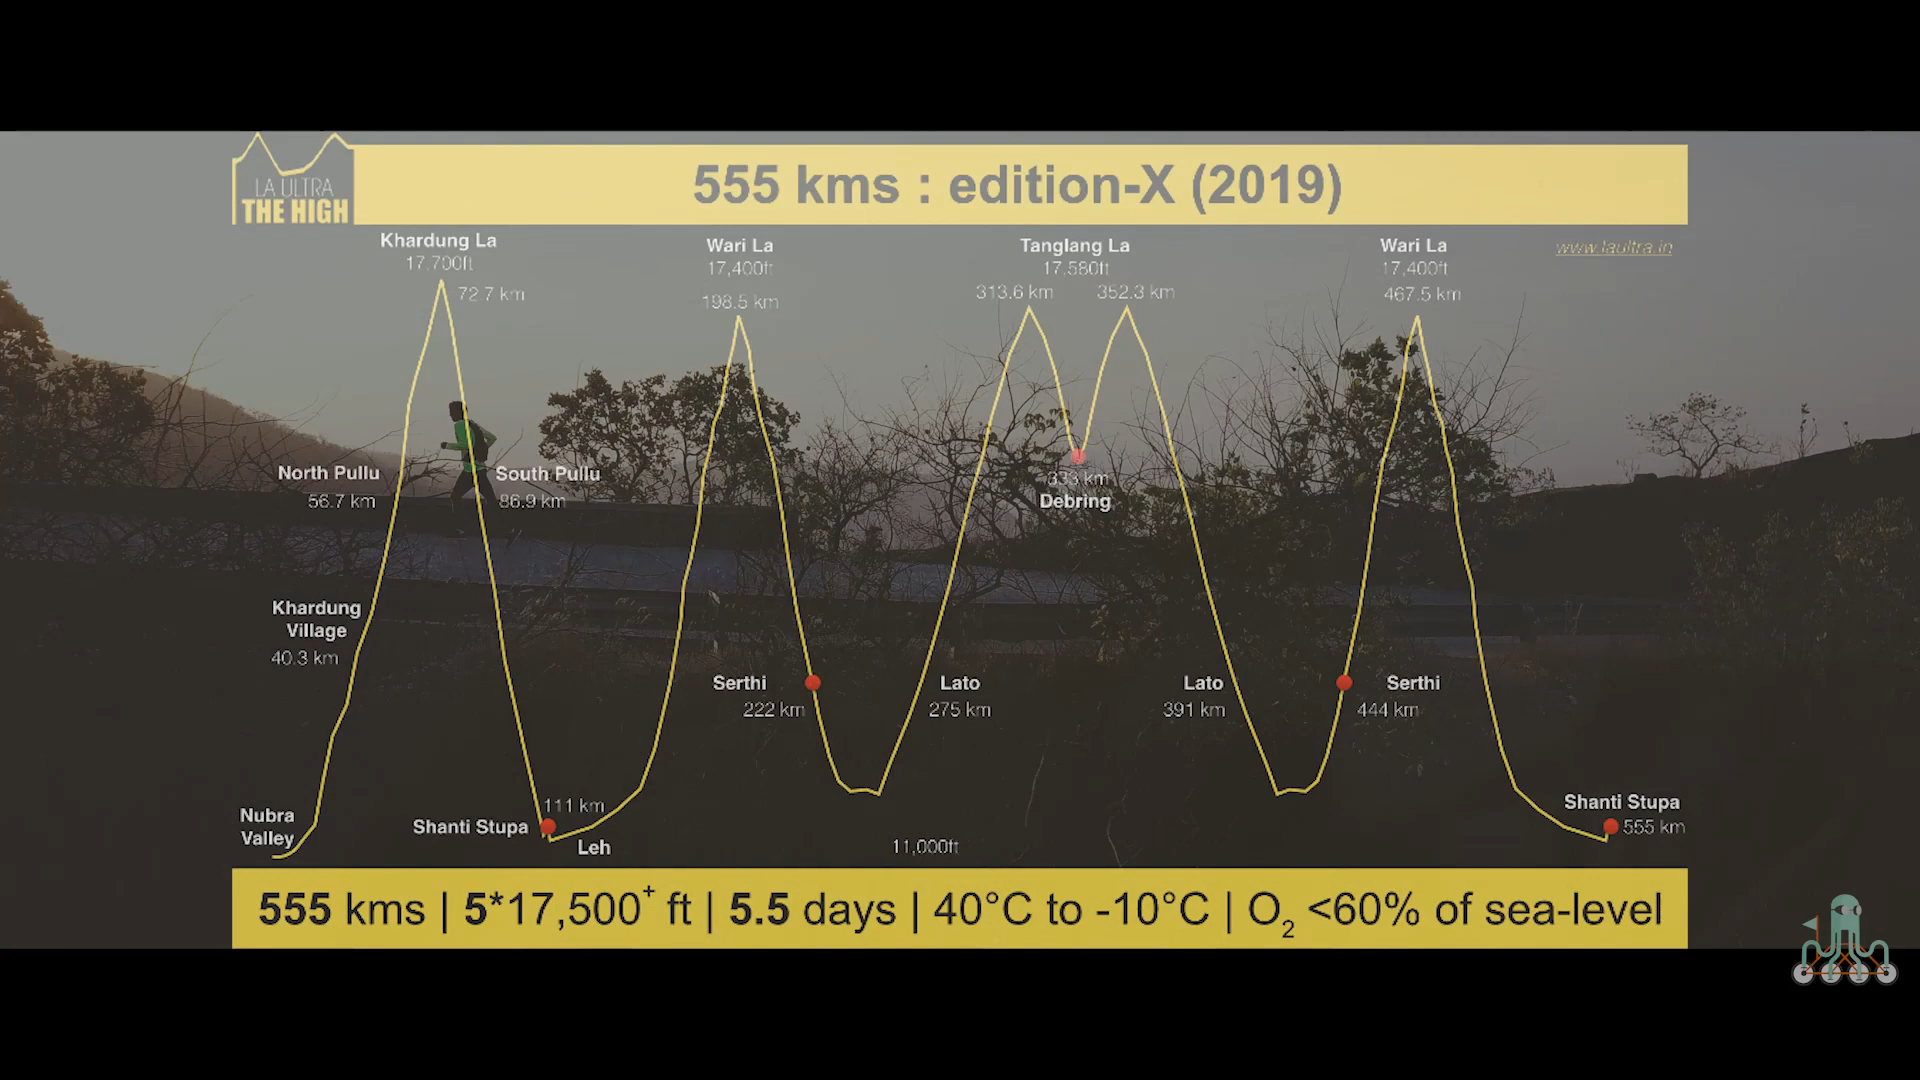 LA ULTRA
THE HIGH
555 kms : edition-X (2019)
www.laultra.in
Khardung La
17,700ft
72.7 km
Wari La
17,400ft
198.5 km
Tanglang La
17,580ft
313.6 km
352.3 km
Wari La
17,400ft
467.5 km
North Pullu
56.7 km
South Pullu
86.9 km
333 km
Debring
Khardung
Village
40.3 km
Serthi
222 km
Lato
275 km
Lato
391 km
Serthi
444 km
Nubra
Valley
Shanti Stupa
111 km
Leh
11,000ft
Shanti Stupa
555 km
555 kms | 5*17,500+ ft | 5.5 days | 40°C to -10°C | O2 <60% of sea-level